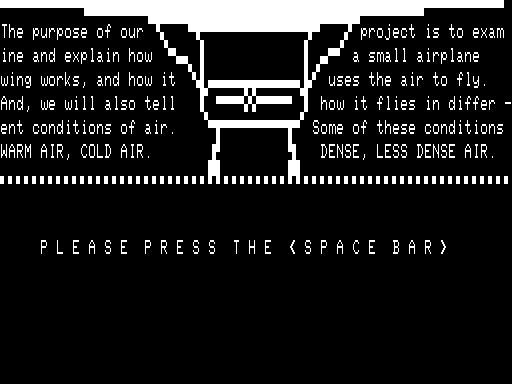 The purpose of our project is to exam
ine and explain how a small airplane
wing works, and how it uses the air to fly.
And, we will also tell how it flies in differ -
ent conditions of air. Some of these conditions
WARM AIR, COLD AIR. DENSE, LESS DENSE AIR.
PLEASE PRESS THE <SPACE BAR>